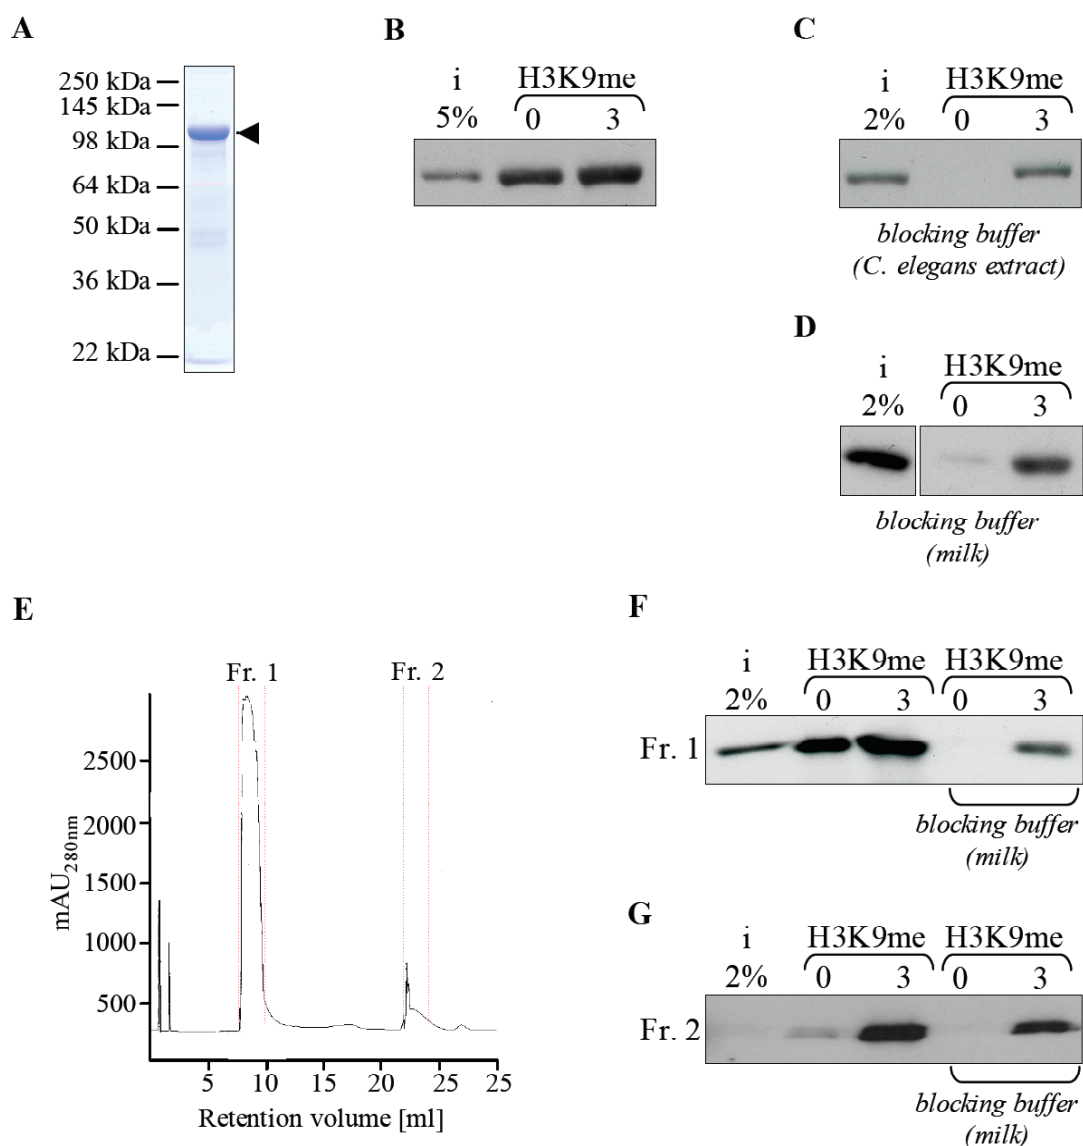 A
250 kDa
145 kDa
98 kDa
64 kDa
50 kDa
36 kDa
22 kDa
B
i H3K9me
5% 0 3
C
i H3K9me
2% 0 3
blocking buffer
(C. elegans extract)
D
i H3K9me
2% 0 3
blocking buffer
(milk)
E
Fr. 1 Fr. 2
mAU280nm
2500
2000
1500
1000
500
5 10 15 20 25
Retention volume [ml]
F
i H3K9me H3K9me
2% 0 3 0 3
Fr. 1
blocking buffer
(milk)
G
i H3K9me H3K9me
2% 0 3 0 3
Fr. 2
blocking buffer
(milk)